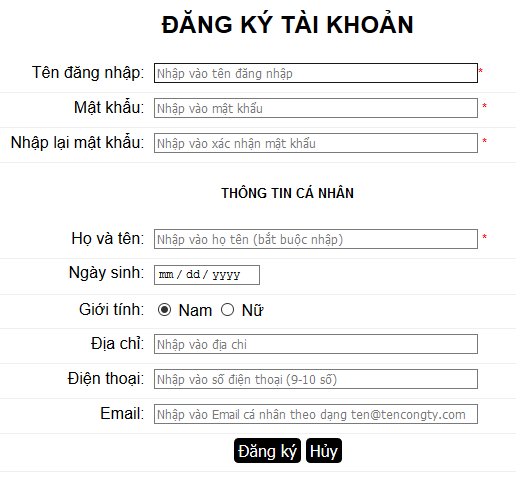 ĐĂNG KÝ TÀI KHOẢN
Tên đăng nhập: Nhập vào tên đăng nhập *
Mật khẩu: Nhập vào mật khẩu *
Nhập lại mật khẩu: Nhập vào xác nhận mật khẩu *
THÔNG TIN CÁ NHÂN
Họ và tên: Nhập vào họ tên (bắt buộc nhập) *
Ngày sinh: mm / dd / yyyy
Giới tính: Nam Nữ
Địa chỉ: Nhập vào địa chỉ
Điện thoại: Nhập vào số điện thoại (9-10 số)
Email: Nhập vào Email cá nhân theo dạng ten@tencongty.com
Đăng ký Hủy